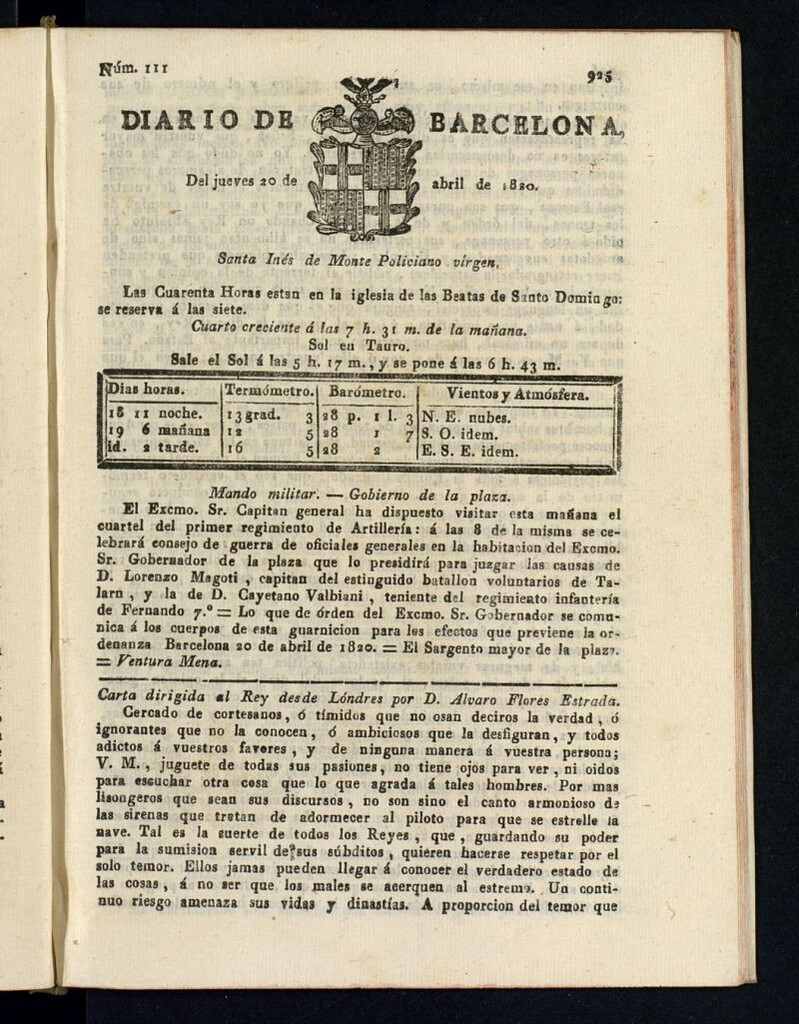 Núm. 111
925
DIARIO DE BARCELONA,
Del jueves 20 de abril de 1820.
Santa Inés de Monte Policiano vírgen.
Las Cuarenta Horas estan en la iglesia de las Beatas de Santo Domingo:
se reserva á las siete.
Cuarto creciente á las 7 h. 31 m. de la mañana.
Sol en Tauro.
Sale el Sol á las 5 h. 17 m., y se pone á las 6 h. 43 m.
Dias horas. Termómetro. Barómetro. Vientos y Atmósfera.
18 11 noche. 13 grad. 3 28 p. 1 l. 3 N. E. nubes.
19 6 mañana 12 5 28 1 7 S. O. idem.
id. 2 tarde. 16 5 28 2 E. S. E. idem.
Mando militar. — Gobierno de la plaza.
El Excmo. Sr. Capitan general ha dispuesto visitar esta mañana el
cuartel del primer regimiento de Artillería: á las 8 de la misma se ce-
lebrará consejo de guerra de oficiales generales en la habitacion del Excmo.
Sr. Gobernador de la plaza que lo presidirá para juzgar las causas de
D. Lorenzo Magoti, capitan del estinguido batallon voluntarios de Ta-
larn, y la de D. Cayetano Valbiani, teniente del regimiento infantería
de Fernando 7.º = Lo que de órden del Excmo. Sr. Gobernador se comu-
nica á los cuerpos de esta guarnicion para los efectos que previene la or-
denanza Barcelona 20 de abril de 1820. = El Sargento mayor de la plaza.
= Ventura Mena.
Carta dirigida al Rey desde Lóndres por D. Alvaro Flores Estrada.
Cercado de cortesanos, ó tímidos que no osan deciros la verdad, ó
ignorantes que no la conocen, ó ambiciosos que la desfiguran, y todos
adictos á vuestros favores, y de ninguna manera á vuestra persona;
V. M., juguete de todas sus pasiones, no tiene ojos para ver, ni oidos
para escuchar otra cosa que lo que agrada á tales hombres. Por mas
lisongeros que sean sus discursos, no son sino el canto armonioso de
las sirenas que tratan de adormecer al piloto para que se estrelle la
nave. Tal es la suerte de todos los Reyes, que, guardando su poder
para la sumision servil de sus súbditos, quieren hacerse respetar por el
solo temor. Ellos jamas pueden llegar á conocer el verdadero estado de
las cosas, á no ser que los males se acerquen al estremo. Un conti-
nuo riesgo amenaza sus vidas y dinastías. A proporcion del temor que